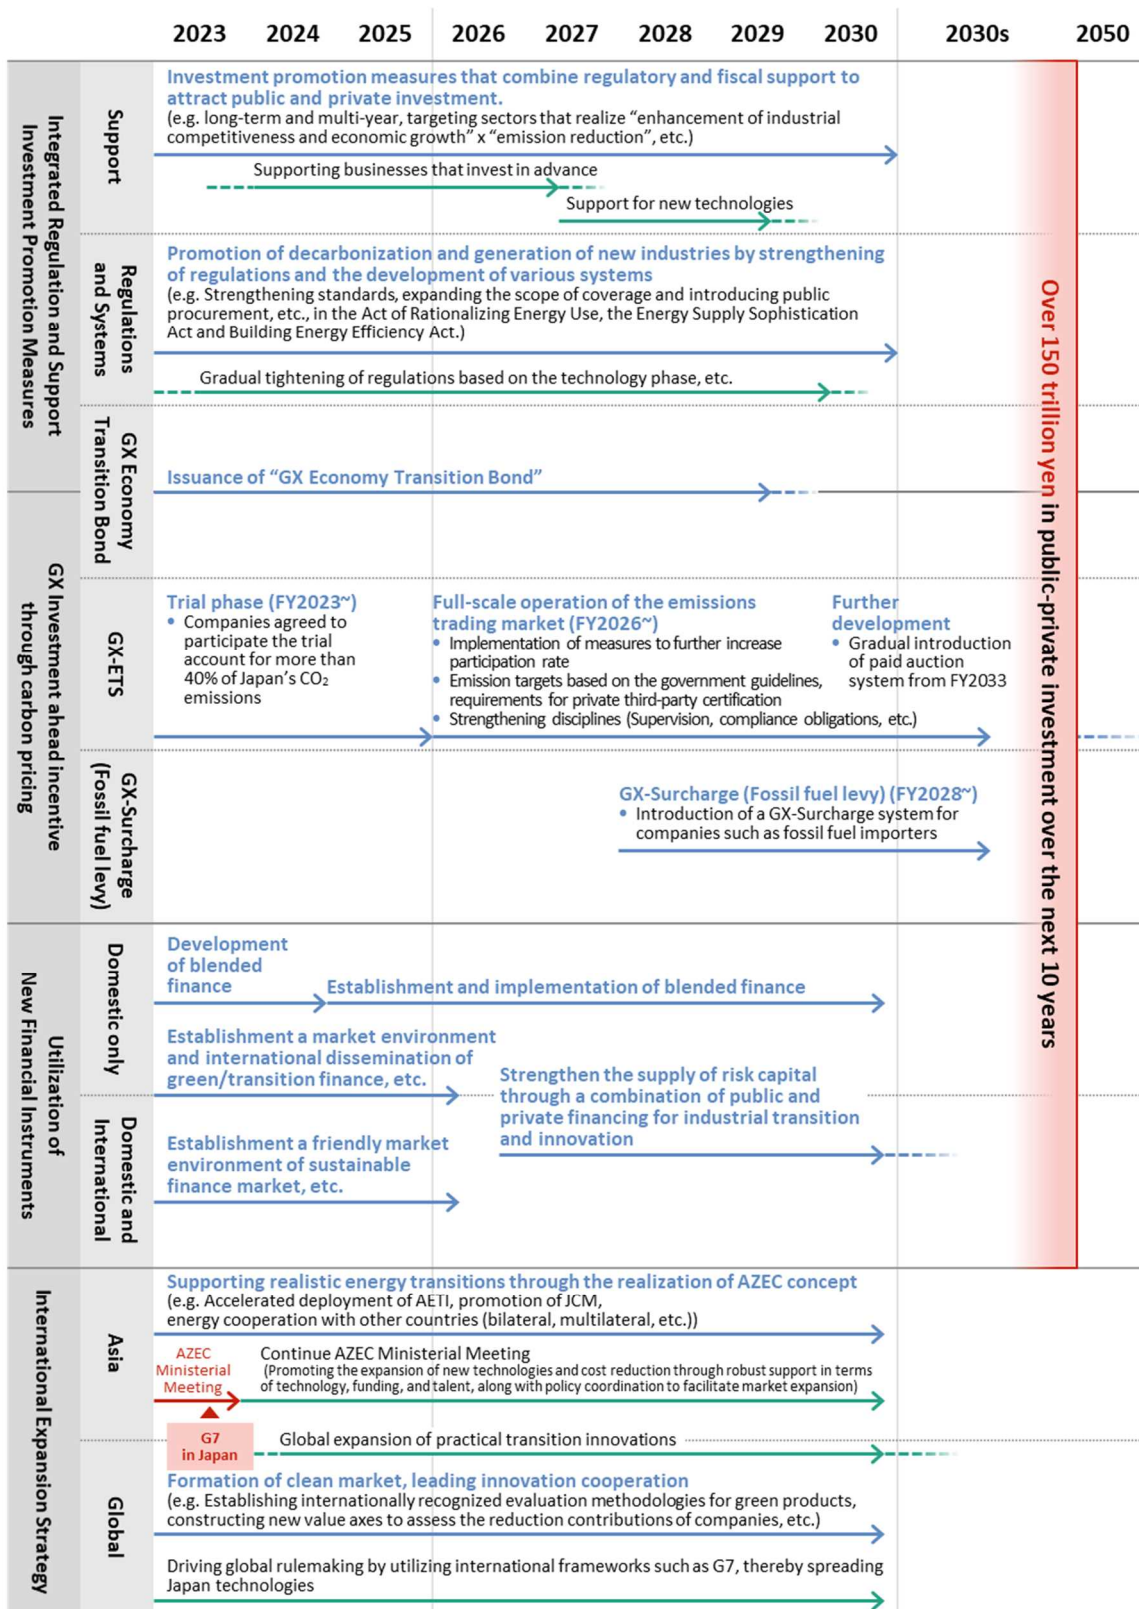 2023 2024 2025 2026 2027 2028 2029 2030 2030s 2050
Integrated Regulation and Support
Investment Promotion Measures
Support
Investment promotion measures that combine regulatory and fiscal support to
attract public and private investment.
(e.g. long-term and multi-year, targeting sectors that realize “enhancement of industrial
competitiveness and economic growth” x “emission reduction”, etc.)
Supporting businesses that invest in advance
Support for new technologies
Regulations
and Systems
Promotion of decarbonization and generation of new industries by strengthening
of regulations and the development of various systems
(e.g. Strengthening standards, expanding the scope of coverage and introducing public
procurement, etc., in the Act of Rationalizing Energy Use, the Energy Supply Sophistication
Act and Building Energy Efficiency Act.)
Gradual tightening of regulations based on the technology phase, etc.
GX Economy
Transition Bond
Issuance of “GX Economy Transition Bond”
GX Investment ahead incentive
through carbon pricing
GX-ETS
Trial phase (FY2023~)
• Companies agreed to
participate the trial
account for more than
40% of Japan’s CO₂
emissions
Full-scale operation of the emissions
trading market (FY2026~)
• Implementation of measures to further increase
participation rate
• Emission targets based on the government guidelines,
requirements for private third-party certification
• Strengthening disciplines (Supervision, compliance obligations, etc.)
Further
development
• Gradual introduction
of paid auction
system from FY2033
GX-Surcharge
(Fossil fuel levy)
GX-Surcharge (Fossil fuel levy) (FY2028~)
• Introduction of a GX-Surcharge system for
companies such as fossil fuel importers
Over 150 trillion yen in public-private investment over the next 10 years
Utilization of
New Financial Instruments
Domestic only
Development
of blended
finance
Establishment and implementation of blended finance
Establishment a market environment
and international dissemination of
green/transition finance, etc.
Strengthen the supply of risk capital
through a combination of public and
private financing for industrial transition
and innovation
Domestic and
International
Establishment a friendly market
environment of sustainable
finance market, etc.
International Expansion Strategy
Asia
Supporting realistic energy transitions through the realization of AZEC concept
(e.g. Accelerated deployment of AETI, promotion of JCM,
energy cooperation with other countries (bilateral, multilateral, etc.))
AZEC
Ministerial
Meeting
Continue AZEC Ministerial Meeting
(Promoting the expansion of new technologies and cost reduction through robust support in terms
of technology, funding, and talent, along with policy coordination to facilitate market expansion)
G7
in Japan
Global expansion of practical transition innovations
Global
Formation of clean market, leading innovation cooperation
(e.g. Establishing internationally recognized evaluation methodologies for green products,
constructing new value axes to assess the reduction contributions of companies, etc.)
Driving global rulemaking by utilizing international frameworks such as G7, thereby spreading
Japan technologies